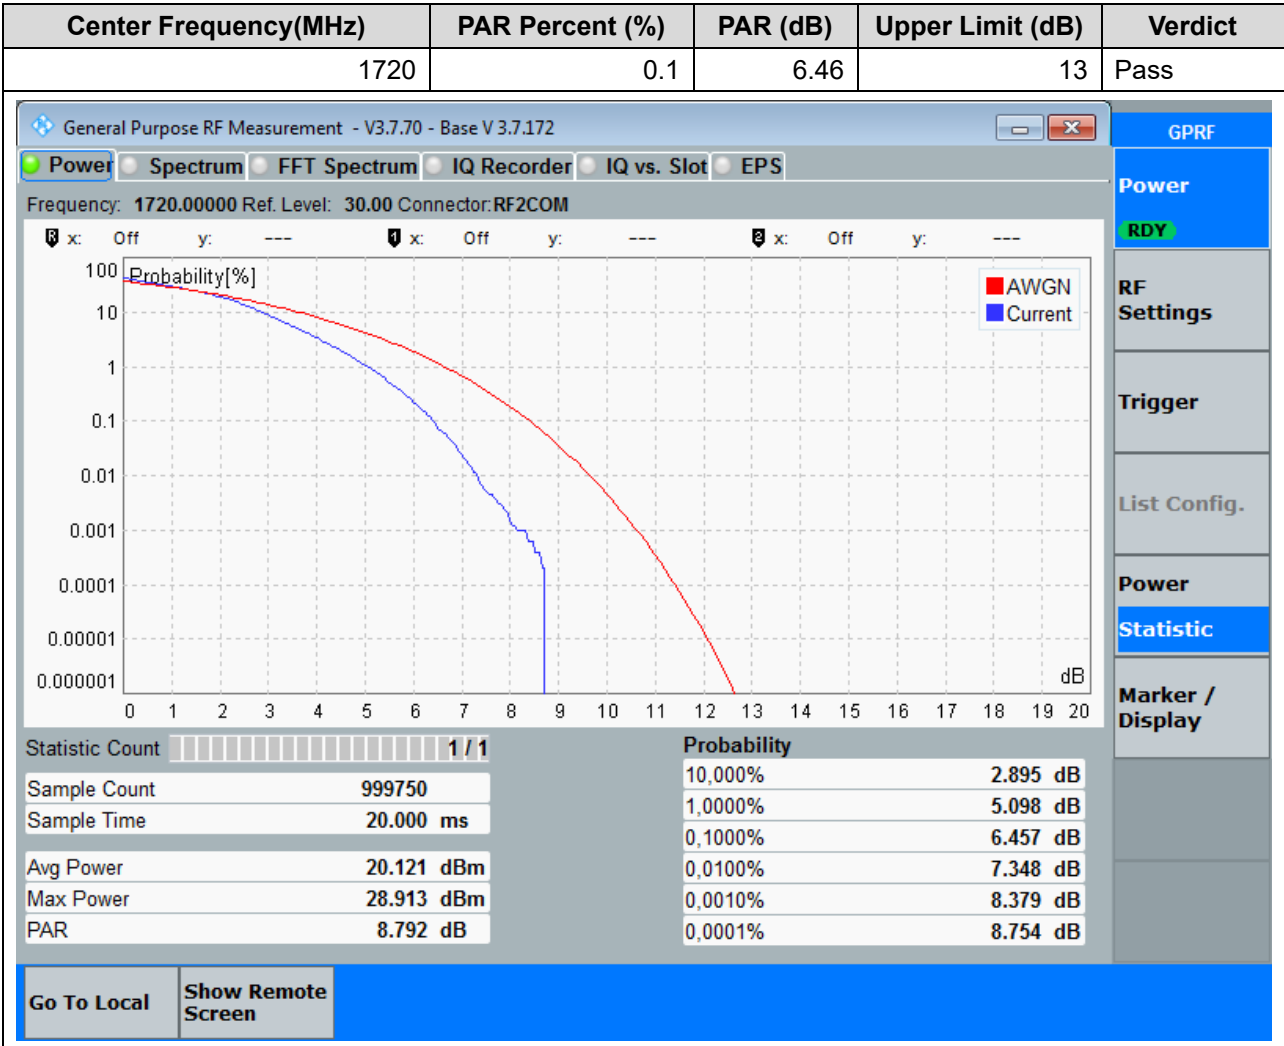 Center Frequency(MHz) PAR Percent (%) PAR (dB) Upper Limit (dB) Verdict
1720 0.1 6.46 13 Pass
General Purpose RF Measurement - V3.7.70 - Base V 3.7.172
GPRF
Power Spectrum FFT Spectrum IQ Recorder IQ vs. Slot EPS
Power
RDY
Frequency: 1720.00000 Ref. Level: 30.00 Connector:RF2COM
R x: Off y: --- 1 x: Off y: --- 2 x: Off y: ---
Probability[%]
AWGN
Current
100
10
1
0.1
0.01
0.001
0.0001
0.00001
0.000001
dB
0 1 2 3 4 5 6 7 8 9 10 11 12 13 14 15 16 17 18 19 20
RF
Settings
Trigger
List Config.
Power
Statistic
Marker /
Display
Statistic Count 1 / 1
Sample Count 999750
Sample Time 20.000 ms
Avg Power 20.121 dBm
Max Power 28.913 dBm
PAR 8.792 dB
Probability
10,000% 2.895 dB
1,0000% 5.098 dB
0,1000% 6.457 dB
0,0100% 7.348 dB
0,0010% 8.379 dB
0,0001% 8.754 dB
Go To Local
Show Remote
Screen